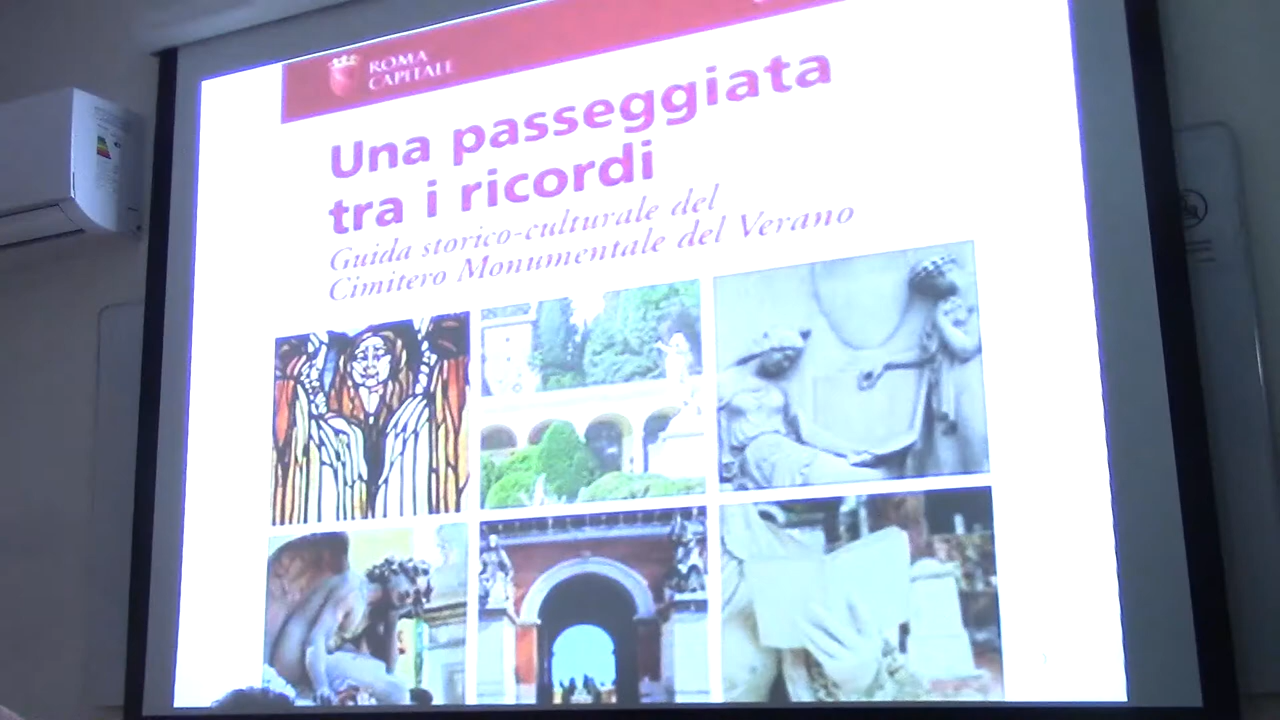 ROMA
CAPITALE
Una passeggiata
tra i ricordi
Guida storico-culturale del
Cimitero Monumentale del Verano